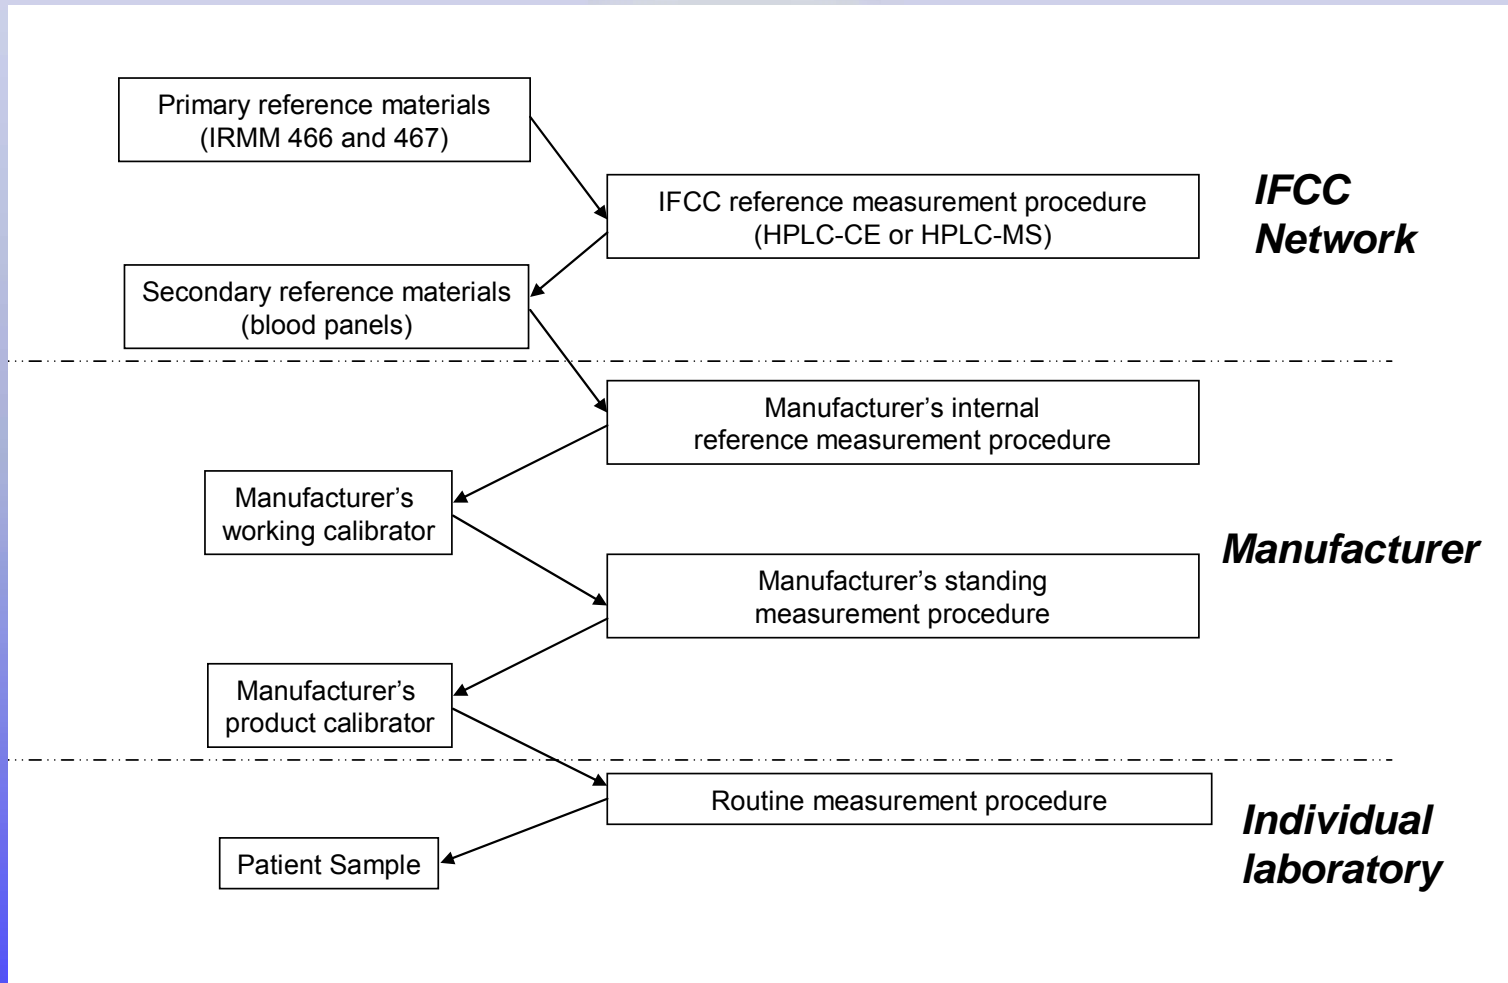 Primary reference materials
(IRMM 466 and 467)
IFCC reference measurement procedure
(HPLC-CE or HPLC-MS)
IFCC
Network
Secondary reference materials
(blood panels)
Manufacturer's internal
reference measurement procedure
Manufacturer's
working calibrator
Manufacturer
Manufacturer's standing
measurement procedure
Manufacturer's
product calibrator
Routine measurement procedure
Individual
laboratory
Patient Sample